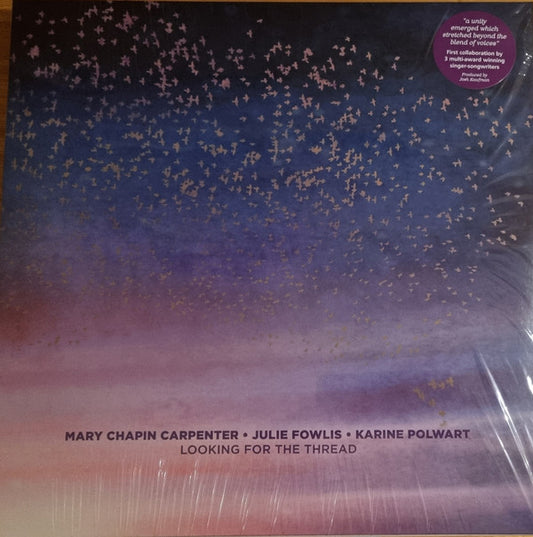 "a unity
emerged which
stretched beyond the
blend of voices"
First collaboration by
3 multi-award winning
singer-songwriters
Produced by
Josh Kaufman
MARY CHAPIN CARPENTER • JULIE FOWLIS • KARINE POLWART
LOOKING FOR THE THREAD